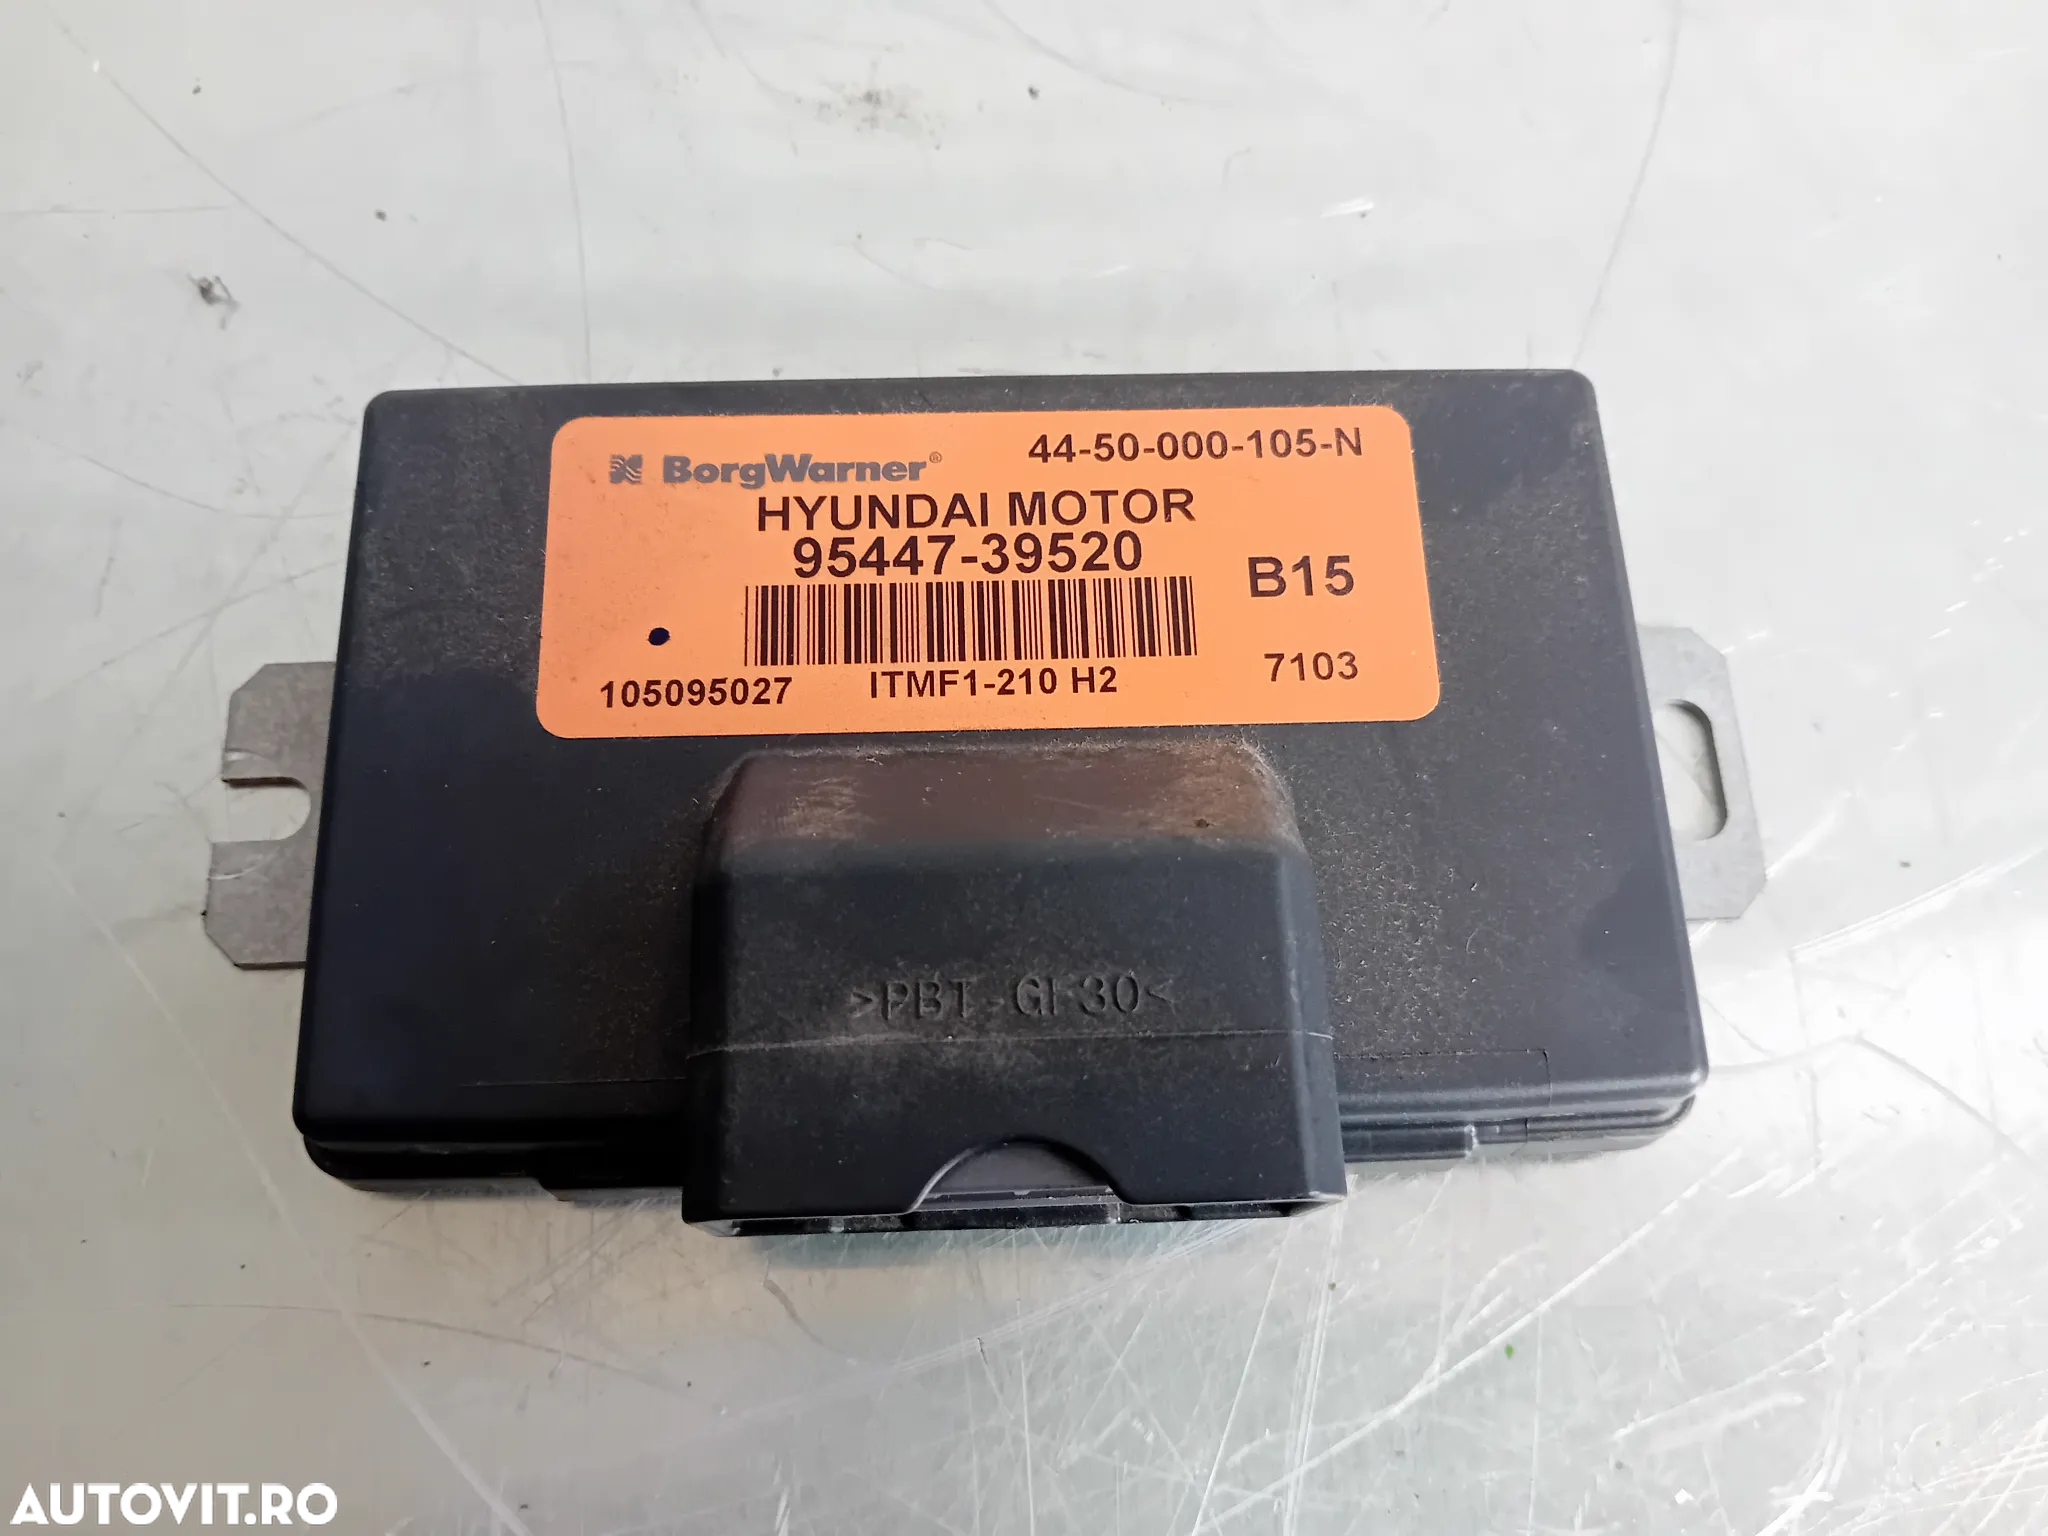 BorgWarner® 44-50-000-105-N
HYUNDAI MOTOR
95447-39520
B15
105095027 ITMF1-210 H2 7103
>PBT GF30<
AUTOVIT.RO